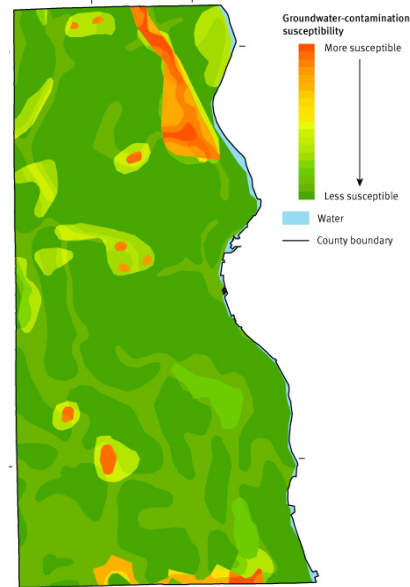 Groundwater-contamination
susceptibility
More susceptible
Less susceptible
Water
County boundary